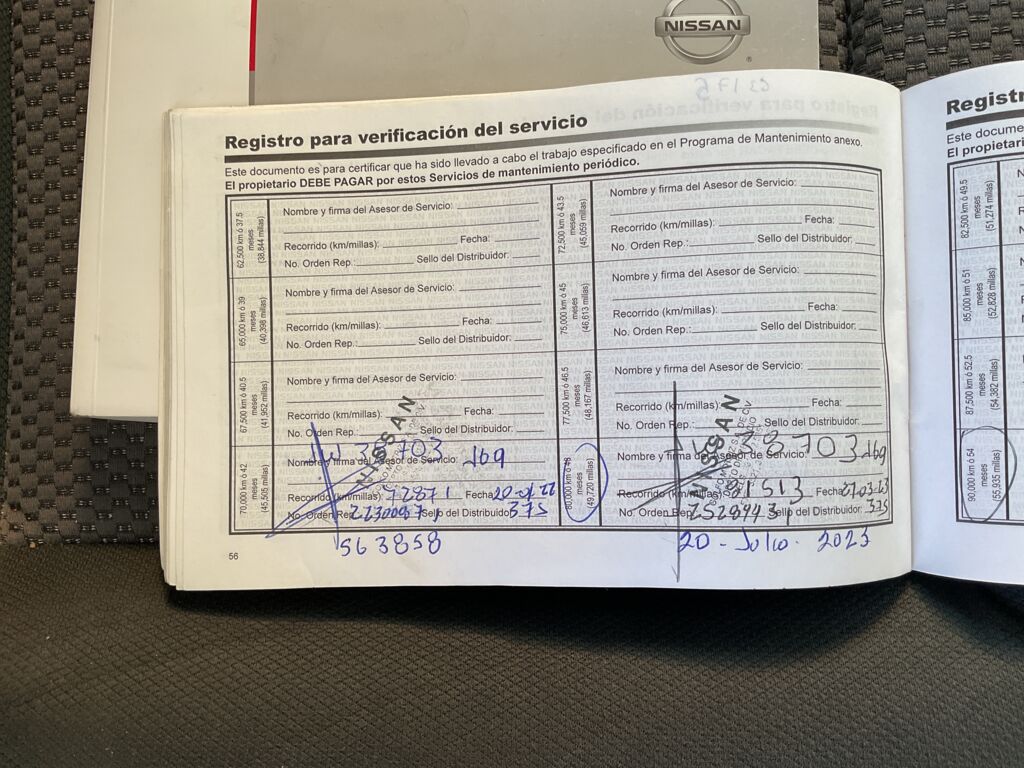 NISSAN
Registro para verificación del servicio
Este documento es para certificar que ha sido llevado a cabo el trabajo especificado en el Programa de Mantenimiento anexo.
El propietario DEBE PAGAR por estos Servicios de mantenimiento periódico.
62,500 km ó 37.5
meses
(38,844 millas)
Nombre y firma del Asesor de Servicio:
Recorrido (km/millas): Fecha:
No. Orden Rep.: Sello del Distribuidor:
65,000 km ó 39
meses
(40,398 millas)
Nombre y firma del Asesor de Servicio:
Recorrido (km/millas): Fecha:
No. Orden Rep.: Sello del Distribuidor:
67,500 km ó 40.5
meses
(41,952 millas)
Nombre y firma del Asesor de Servicio:
Recorrido (km/millas): Fecha:
No. Orden Rep.: Sello del Distribuidor:
70,000 km ó 42
meses
(43,505 millas)
Nombre y firma del Asesor de Servicio:
Recorrido (km/millas): 72871 Fecha
No. Orden Rep. Sello del Distribuidor 375
NISSAN
563858
56
72,500 km ó 43.5
meses
(45,059 millas)
Nombre y firma del Asesor de Servicio:
Recorrido (km/millas): Fecha:
No. Orden Rep.: Sello del Distribuidor:
75,000 km ó 45
meses
(46,613 millas)
Nombre y firma del Asesor de Servicio:
Recorrido (km/millas): Fecha:
No. Orden Rep.: Sello del Distribuidor:
77,500 km ó 46.5
meses
(48,167 millas)
Nombre y firma del Asesor de Servicio:
Recorrido (km/millas): Fecha:
No. Orden Rep.: Sello del Distribuidor:
80,000 km ó 48
meses
(49,720 millas)
Nombre y firma del Asesor de Servicio:
Recorrido (km/millas): 81513 Fecha
No. Orden Rep. Sello del Distribuidor: 375
NISSAN
20 - Julio - 2023
Registr
Este docume
El propietari
82,500 km ó 49.5
meses
(51,274 millas)
85,000 km ó 51
meses
(52,828 millas)
87,500 km ó 52.5
meses
(54,382 millas)
90,000 km ó 54
meses
(55,935 millas)